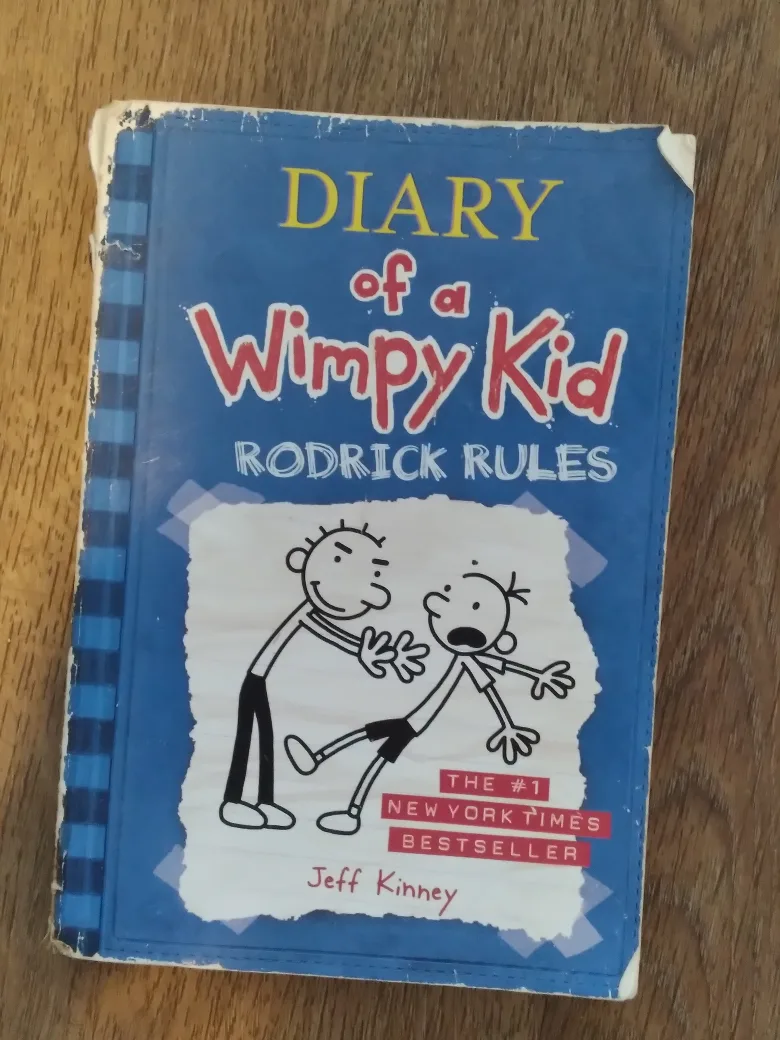 DIARY
of a
Wimpy Kid
RODRICK RULES
THE #1
NEW YORK TIMES
BESTSELLER
Jeff Kinney